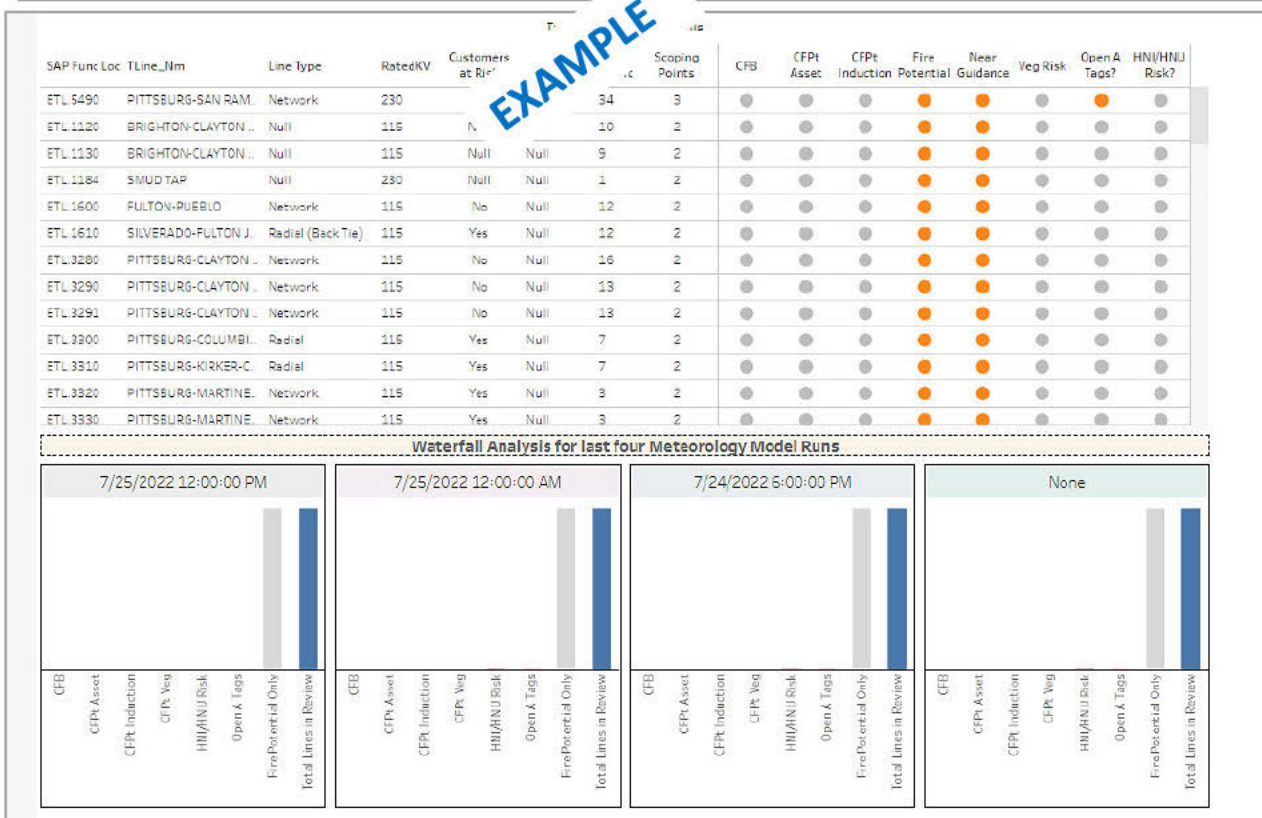 EXAMPLE
SAP Func Loc TLine_Nm Line Type RatedKV Customers at Scoping Points CFB CFPt Asset CFPt Induction Fire Potential Near Guidance Veg Risk Open A Tags? HNI/HNU Risk?
ETL.5490 PITTSBURG-SAN RAM.. Network 230 34 3
ETL.1120 BRIGHTON-CLAYTON .. Null 115 10 2
ETL.1130 BRIGHTON-CLAYTON .. Null 115 Null Null 9 2
ETL.1184 SMUD TAP Null 230 Null Null 1 2
ETL.1600 FULTON-PUEBLO Network 115 No Null 12 2
ETL.1610 SILVERADO-FULTON J.. Radial (Back Tie) 115 Yes Null 12 2
ETL.3280 PITTSBURG-CLAYTON .. Network 115 No Null 16 2
ETL.3290 PITTSBURG-CLAYTON .. Network 115 No Null 13 2
ETL.3291 PITTSBURG-CLAYTON .. Network 115 No Null 13 2
ETL.3300 PITTSBURG-COLUMBI.. Radial 115 Yes Null 7 2
ETL.3310 PITTSBURG-KIRKER-C.. Radial 115 Yes Null 7 2
ETL.3320 PITTSBURG-MARTINE.. Network 115 Yes Null 3 2
ETL.3330 PITTSBURG-MARTINE.. Network 115 Yes Null 3 2
Waterfall Analysis for last four Meteorology Model Runs
7/25/2022 12:00:00 PM
CFB
CFPt Asset
CFPt Induction
CFPt Veg
HNI/HNU Risk
Open A Tags
FirePotential Only
Total Lines in Review
7/25/2022 12:00:00 AM
CFB
CFPt Asset
CFPt Induction
CFPt Veg
HNI/HNU Risk
Open A Tags
FirePotential Only
Total Lines in Review
7/24/2022 6:00:00 PM
CFB
CFPt Asset
CFPt Induction
CFPt Veg
HNI/HNU Risk
Open A Tags
FirePotential Only
Total Lines in Review
None
CFB
CFPt Asset
CFPt Induction
CFPt Veg
HNI/HNU Risk
Open A Tags
FirePotential Only
Total Lines in Review